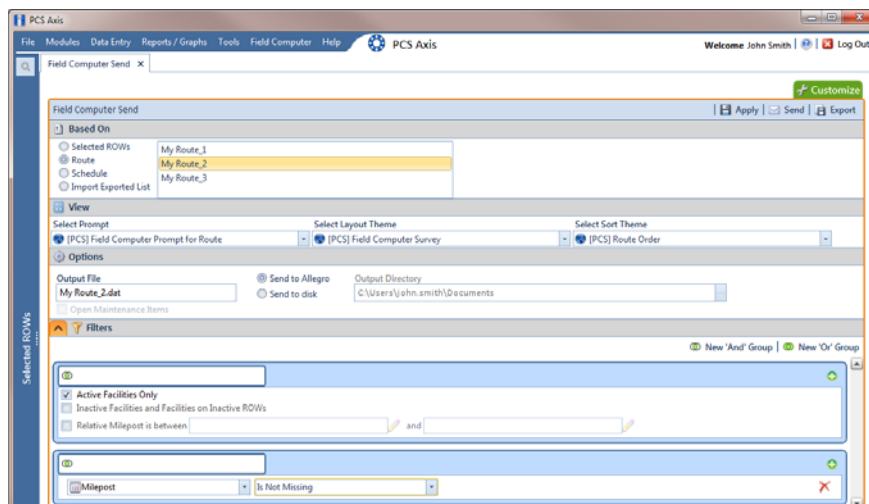 PCS Axis
File Modules Data Entry Reports / Graphs Tools Field Computer Help PCS Axis Welcome John Smith | Log Out
Field Computer Send ×
Customize
Field Computer Send | Apply | Send | Export
Based On
Selected ROWs
Route
Schedule
Import Exported List
My Route_1
My Route_2
My Route_3
View
Select Prompt Select Layout Theme Select Sort Theme
[PCS] Field Computer Prompt for Route [PCS] Field Computer Survey [PCS] Route Order
Options
Output File Send to Allegro Output Directory
My Route_2.dat Send to disk C:\Users\john.smith\Documents
Open Maintenance Items
Filters
New 'And' Group | New 'Or' Group
Active Facilities Only
Inactive Facilities and Facilities on Inactive ROWs
Relative Milepost is between and
Milepost Is Not Missing
Selected ROWs